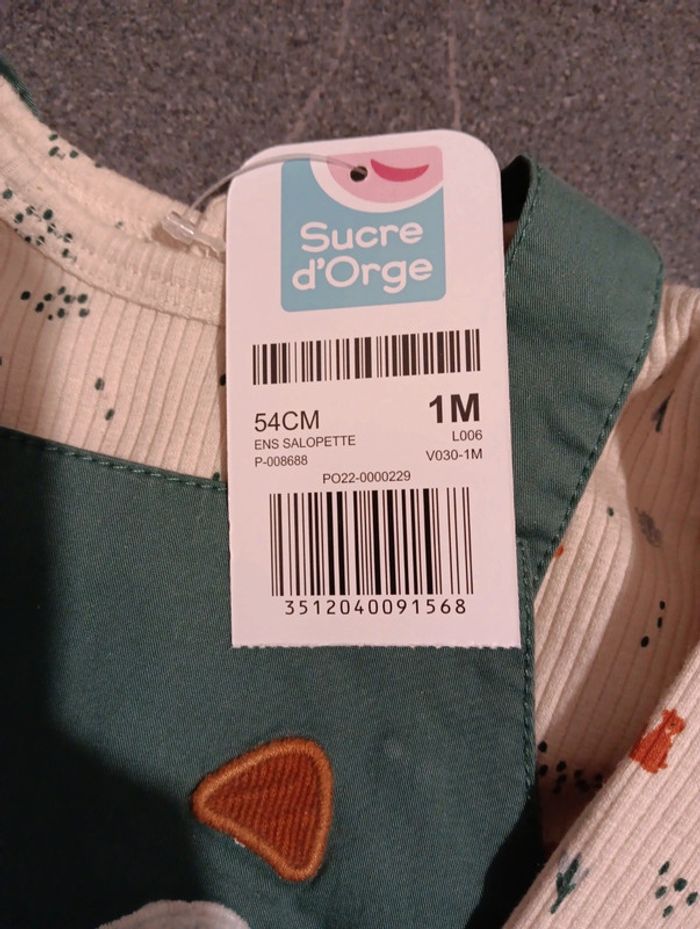 Sucre
d'Orge
54CM
1M
ENS SALOPETTE
L006
P-008688
V030-1M
PO22-0000229
3512040091568